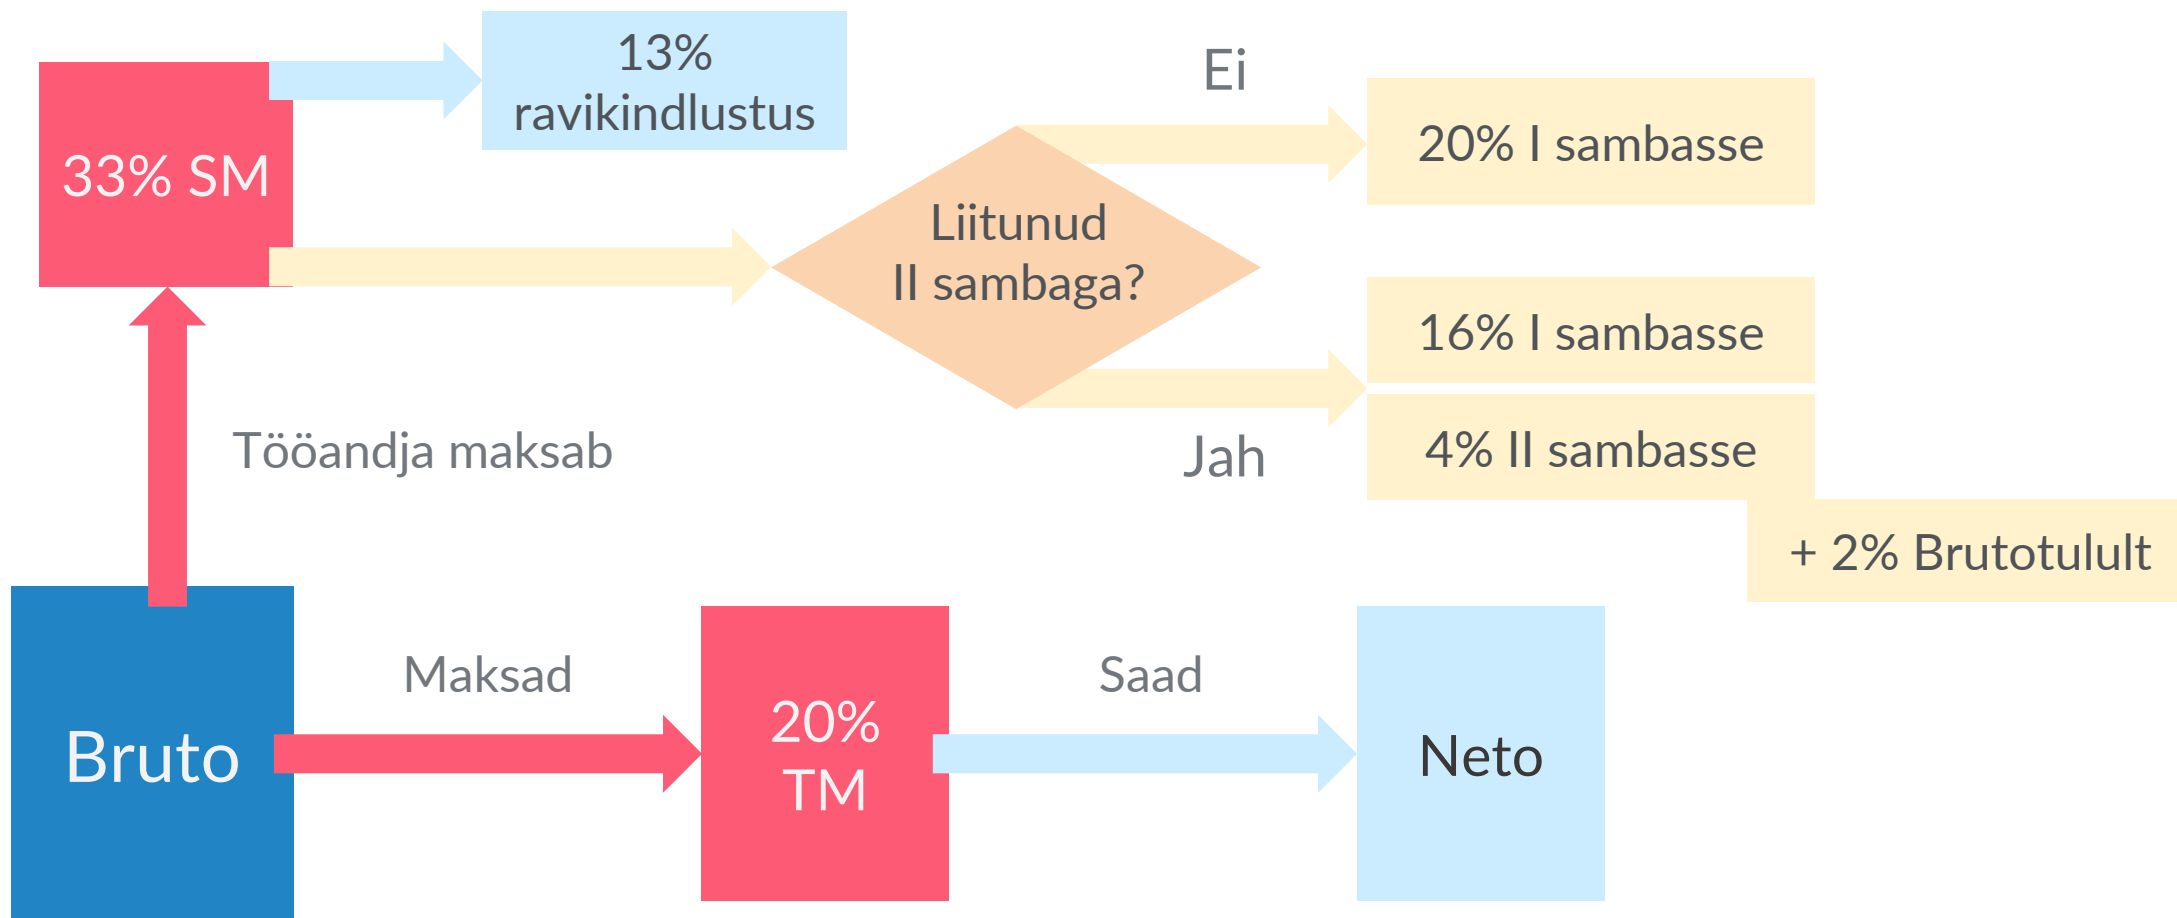 13%
ravikindlustus
Ei
33% SM
20% I sambasse
Liitunud
II sambaga?
16% I sambasse
Tööandja maksab
Jah
4% II sambasse
+ 2% Brutotulult
Bruto
Maksad
20%
TM
Saad
Neto